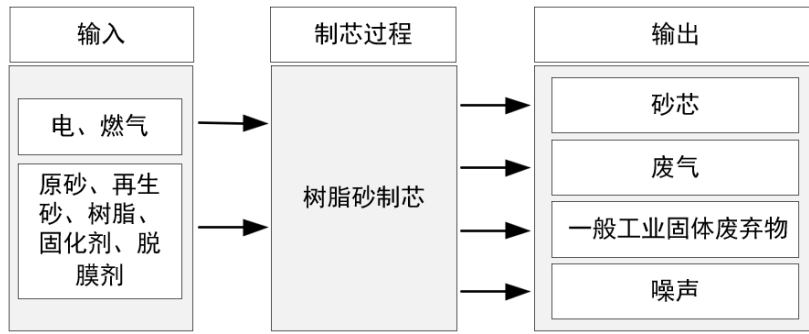 输入
制芯过程
输出
电、燃气
原砂、再生
砂、树脂、
固化剂、脱
膜剂
树脂砂制芯
砂芯
废气
一般工业固体废弃物
噪声